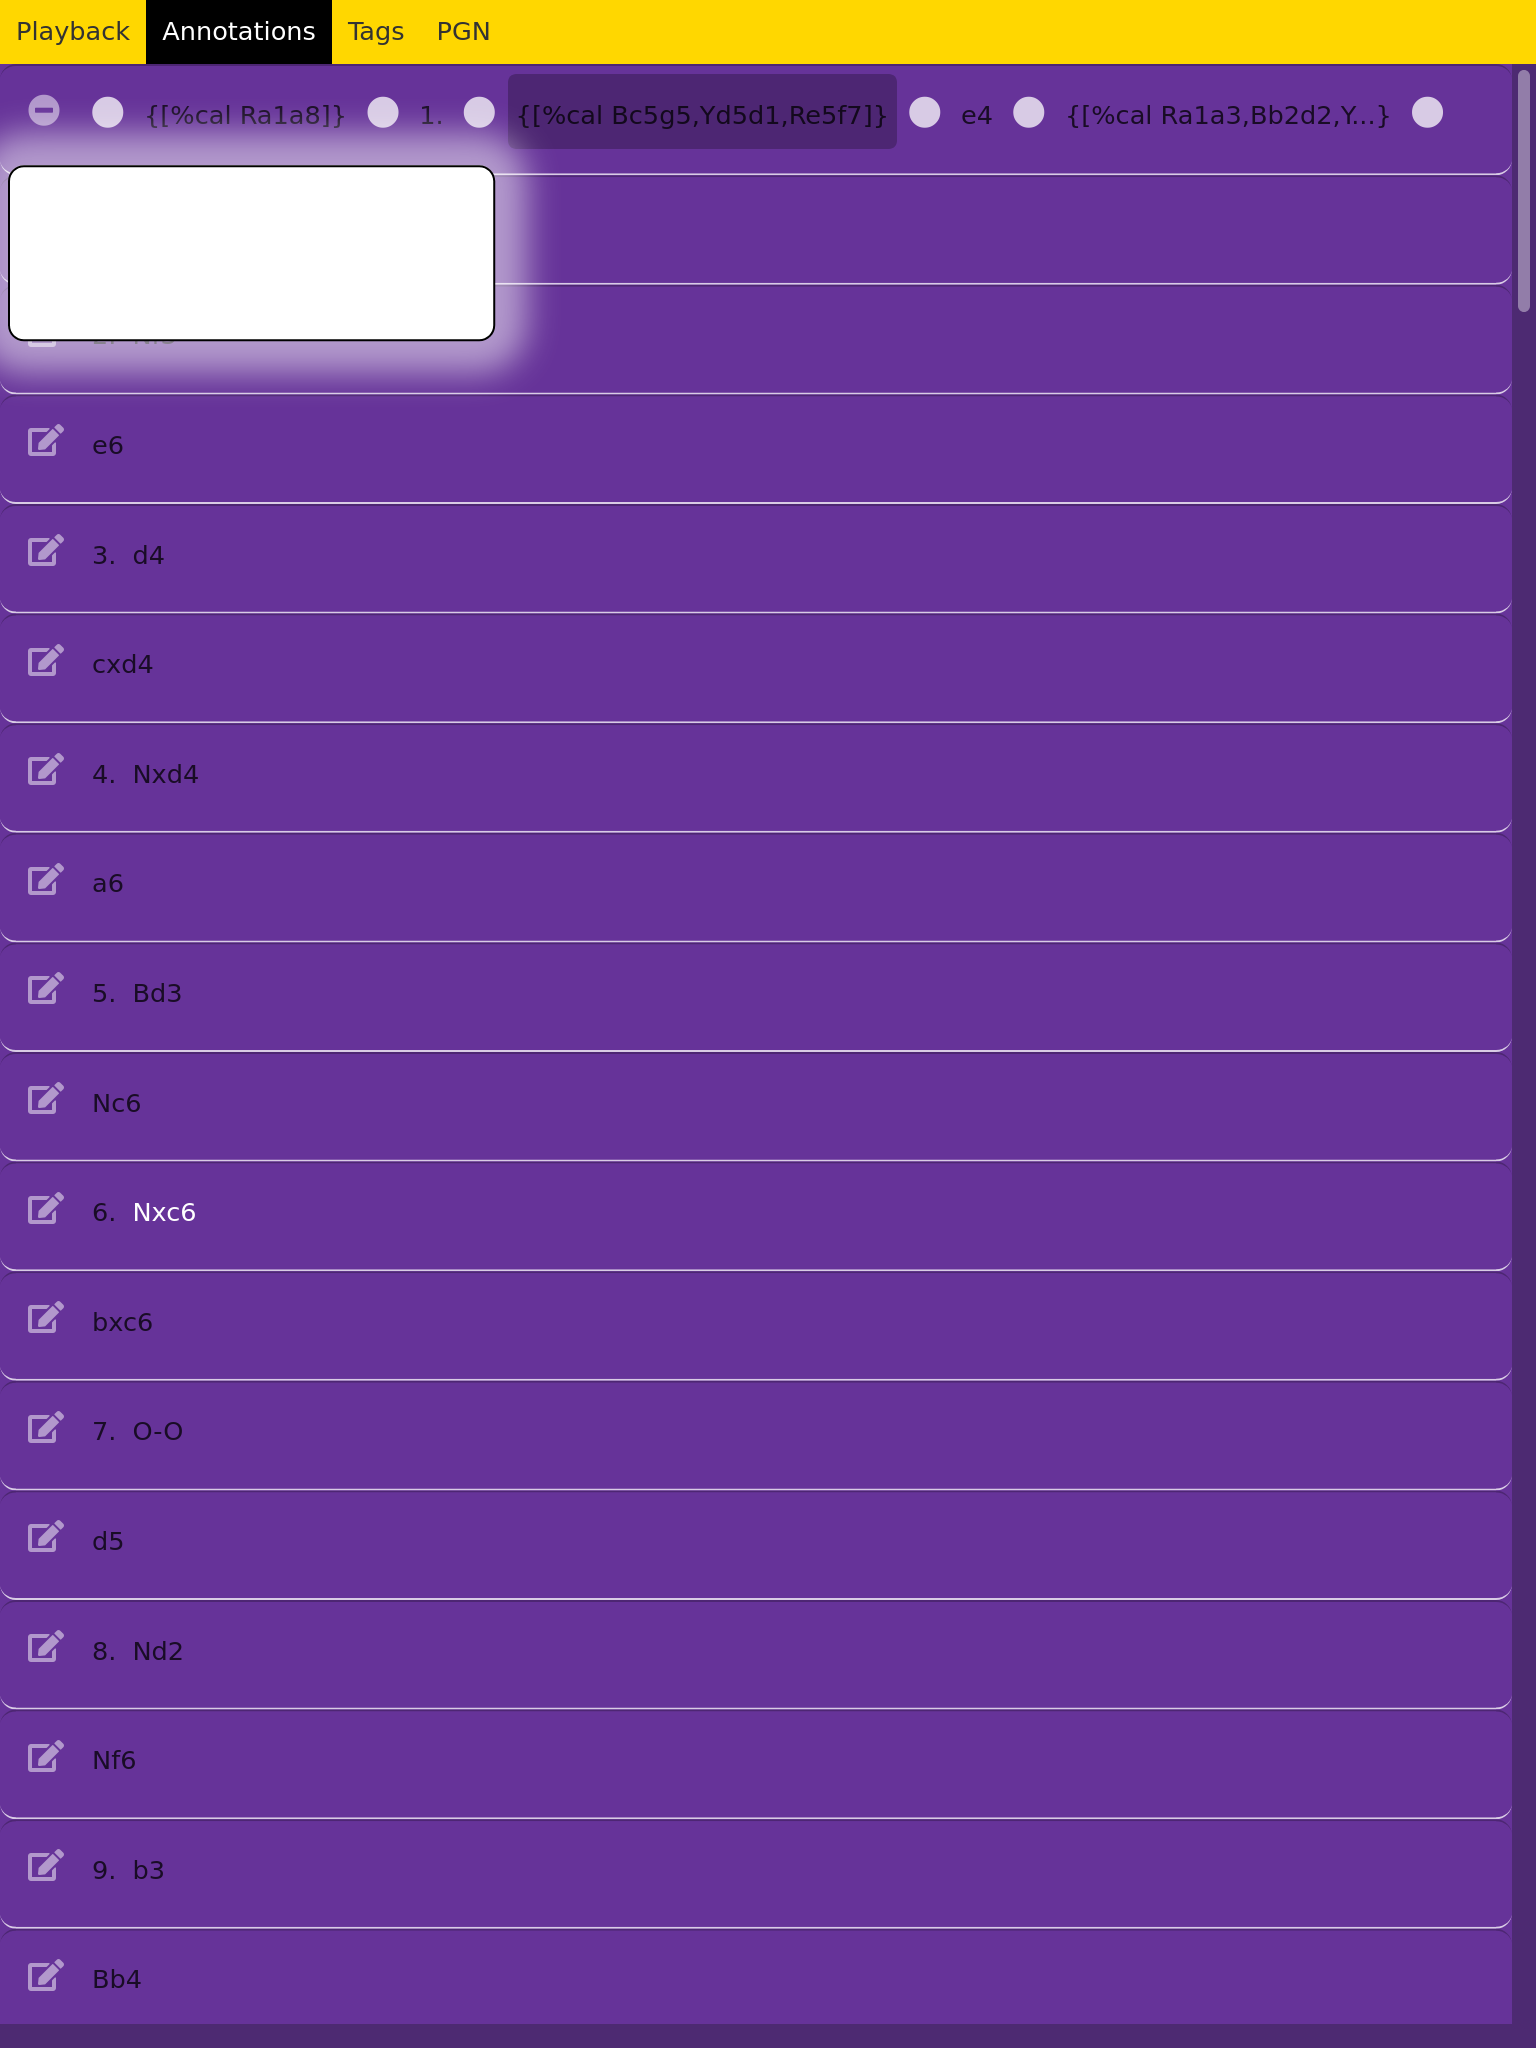 Playback Annotations Tags PGN
{[%cal Ra1a8]} 1. {[%cal Bc5g5,Yd5d1,Re5f7]} e4 {[%cal Ra1a3,Bb2d2,Y...}
e6
3. d4
cxd4
4. Nxd4
a6
5. Bd3
Nc6
6. Nxc6
bxc6
7. O-O
d5
8. Nd2
Nf6
9. b3
Bb4